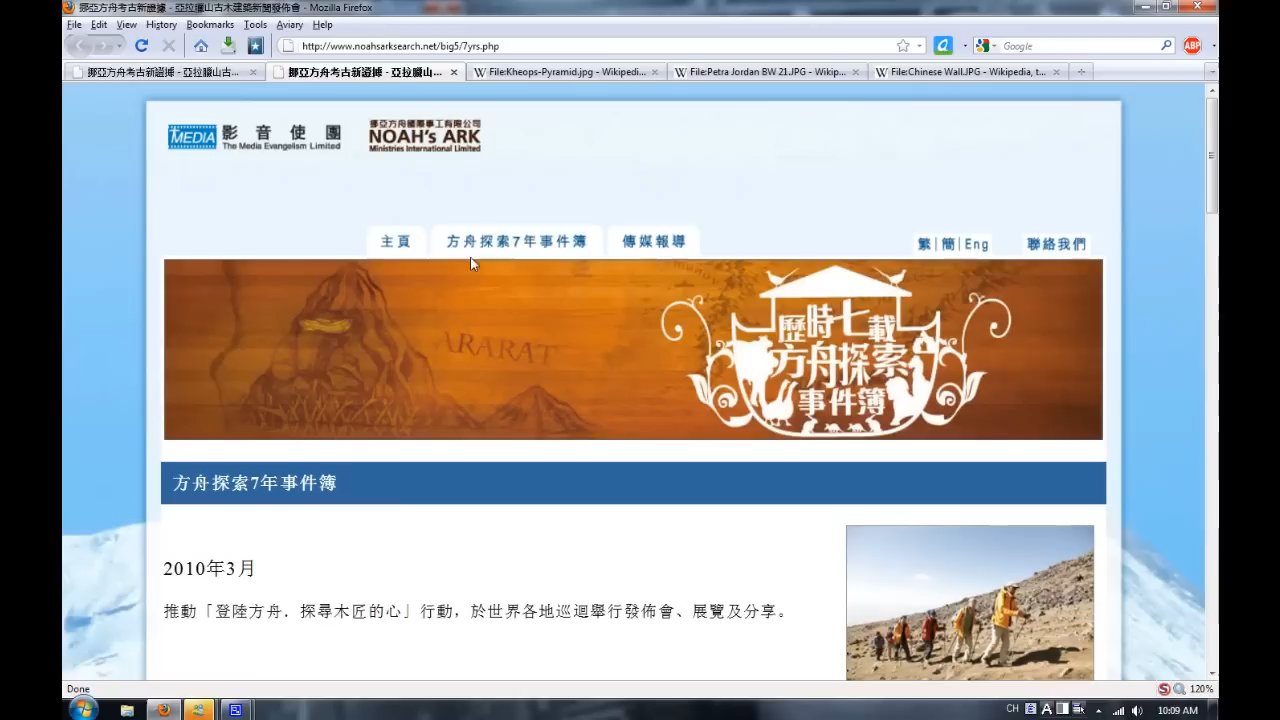 挪亞方舟考古新證據 - 亞拉臘山古木建築新聞發佈會 - Mozilla Firefox
File Edit View History Bookmarks Tools Aviary Help
http://www.noahsarksearch.net/big5/7yrs.php
Google
ABP
挪亞方舟考古新證據 - 亞拉臘山古木建...
挪亞方舟考古新證據 - 亞拉臘山...
File:Kheops-Pyramid.jpg - Wikipedi...
File:Petra Jordan BW 21.JPG - Wikip...
File:Chinese Wall.JPG - Wikipedia, t...
MEDIA 影音使團
The Media Evangelism Limited
挪亞方舟國際事工有限公司
NOAH's ARK
Ministries International Limited
主頁 方舟探索7年事件簿 傳媒報導 繁|簡|Eng 聯絡我們
ARARAT
歷時七載
方舟探索
事件簿
方舟探索7年事件簿
2010年3月
推動「登陸方舟．探尋木匠的心」行動，於世界各地巡迴舉行發佈會、展覽及分享。
Done
120%
CH
10:09 AM